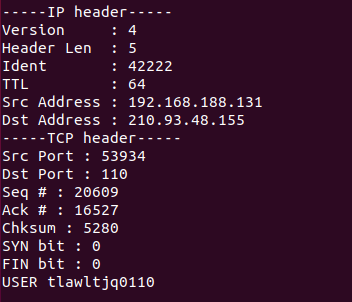 -----IP header-----
Version     : 4
Header Len  : 5
Ident       : 42222
TTL         : 64
Src Address : 192.168.188.131
Dst Address : 210.93.48.155
-----TCP header-----
Src Port : 53934
Dst Port : 110
Seq # : 20609
Ack # : 16527
Chksum : 5280
SYN bit : 0
FIN bit : 0
USER tlawltjq0110